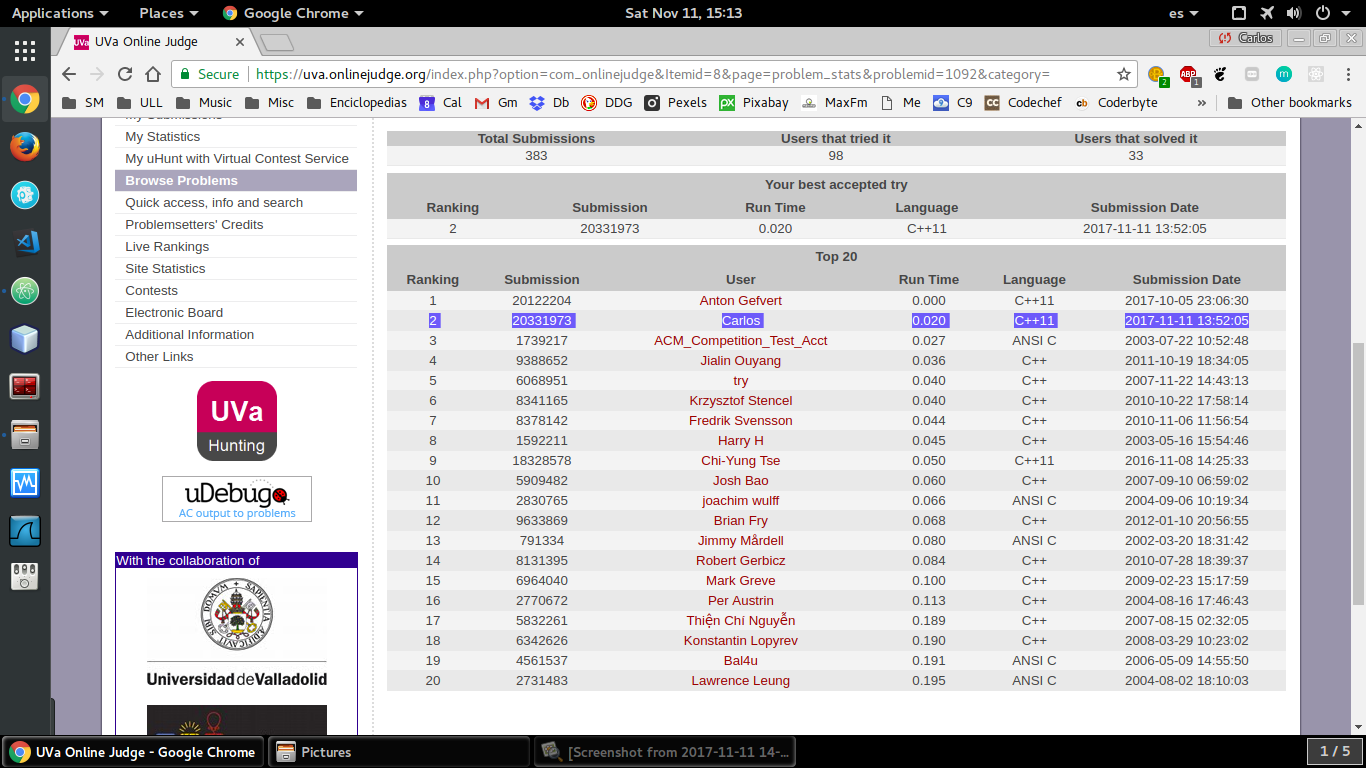 Applications Places Google Chrome Sat Nov 11, 15:13 es
UVa UVa Online Judge Carlos
Secure https://uva.onlinejudge.org/index.php?option=com_onlinejudge&Itemid=8&page=problem_stats&problemid=1092&category= 2 ABP 1 m
SM ULL Music Misc Enciclopedias 8 Cal Gm Db DDG Pexels px Pixabay MaxFm Me C9 CC Codechef cb Coderbyte » Other bookmarks
My Submissions
My Statistics
My uHunt with Virtual Contest Service
Browse Problems
Quick access, info and search
Problemsetters' Credits
Live Rankings
Site Statistics
Contests
Electronic Board
Additional Information
Other Links
UVa
Hunting
uDebug
AC output to problems
With the collaboration of
Universidad de Valladolid
Total Submissions Users that tried it Users that solved it
383 98 33
Your best accepted try
Ranking Submission Run Time Language Submission Date
2 20331973 0.020 C++11 2017-11-11 13:52:05
Top 20
Ranking Submission User Run Time Language Submission Date
1 20122204 Anton Gefvert 0.000 C++11 2017-10-05 23:06:30
2 20331973 Carlos 0.020 C++11 2017-11-11 13:52:05
3 1739217 ACM_Competition_Test_Acct 0.027 ANSI C 2003-07-22 10:52:48
4 9388652 Jialin Ouyang 0.036 C++ 2011-10-19 18:34:05
5 6068951 try 0.040 C++ 2007-11-22 14:43:13
6 8341165 Krzysztof Stencel 0.040 C++ 2010-10-22 17:58:14
7 8378142 Fredrik Svensson 0.044 C++ 2010-11-06 11:56:54
8 1592211 Harry H 0.045 C++ 2003-05-16 15:54:46
9 18328578 Chi-Yung Tse 0.050 C++11 2016-11-08 14:25:33
10 5909482 Josh Bao 0.060 C++ 2007-09-10 06:59:02
11 2830765 joachim wulff 0.066 ANSI C 2004-09-06 10:19:34
12 9633869 Brian Fry 0.068 C++ 2012-01-10 20:56:55
13 791334 Jimmy Mårdell 0.080 ANSI C 2002-03-20 18:31:42
14 8131395 Robert Gerbicz 0.084 C++ 2010-07-28 18:39:37
15 6964040 Mark Greve 0.100 C++ 2009-02-23 15:17:59
16 2770672 Per Austrin 0.113 C++ 2004-08-16 17:46:43
17 5832261 Thiện Chí Nguyễn 0.189 C++ 2007-08-15 02:32:05
18 6342626 Konstantin Lopyrev 0.190 C++ 2008-03-29 10:23:02
19 4561537 Bal4u 0.191 ANSI C 2006-05-09 14:55:50
20 2731483 Lawrence Leung 0.195 ANSI C 2004-08-02 18:10:03
UVa Online Judge - Google Chrome Pictures [Screenshot from 2017-11-11 14-... 1 / 5